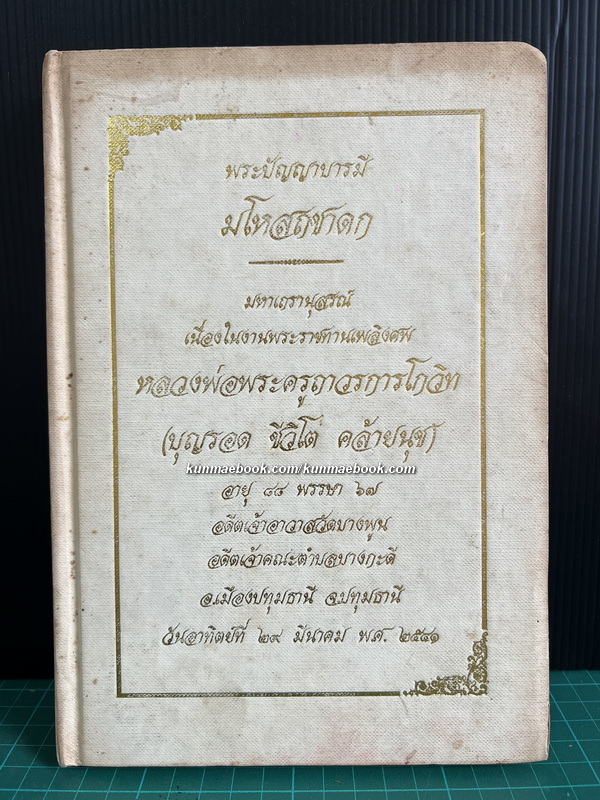 พระปัญญาบารมี
มโหสถชาดก
มหาเถรานุสรณ์
เนื่องในงานพระราชทานเพลิงศพ
หลวงพ่อพระครูถาวรการโกวิท
(บุญรอด ชีวิโต คล้ายนุช)
kunmaebook.com/kunmaebook.com
อายุ ๘๘ พรรษา ๖๗
อดีตเจ้าอาวาสวัดบางพูน
อดีตเจ้าคณะตำบลบางกะดี
อ.เมืองปทุมธานี จ.ปทุมธานี
วันอาทิตย์ที่ ๒๙ มีนาคม พ.ศ. ๒๕๔๑